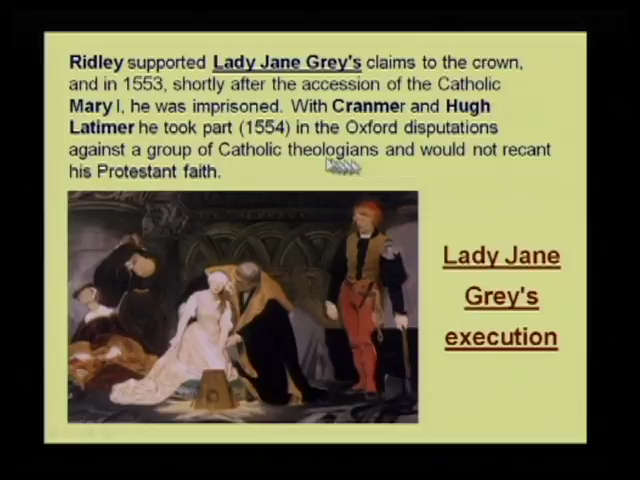 Ridley supported Lady Jane Grey's claims to the crown,
and in 1553, shortly after the accession of the Catholic
Mary I, he was imprisoned. With Cranmer and Hugh
Latimer he took part (1554) in the Oxford disputations
against a group of Catholic theologians and would not recant
his Protestant faith.
Lady Jane
Grey's
execution